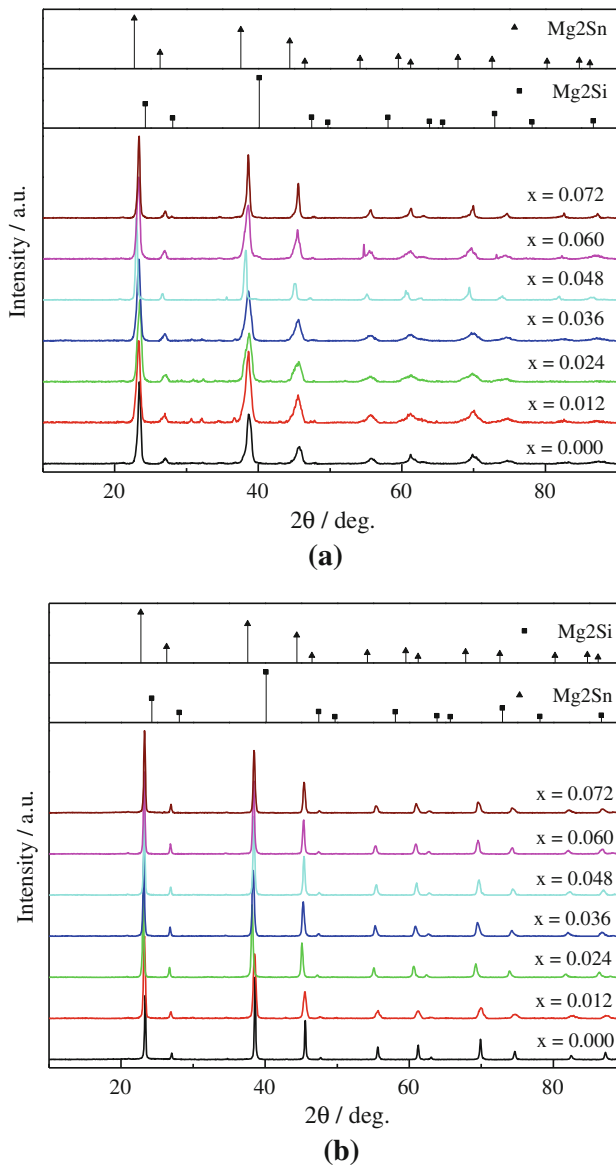 Mg2Sn
Mg2Si
x = 0.072
x = 0.060
x = 0.048
x = 0.036
x = 0.024
x = 0.012
x = 0.000
Intensity / a.u.
20 40 60 80
2θ / deg.
(a)
Mg2Si
Mg2Sn
x = 0.072
x = 0.060
x = 0.048
x = 0.036
x = 0.024
x = 0.012
x = 0.000
Intensity / a.u.
20 40 60 80
2θ / deg.
(b)